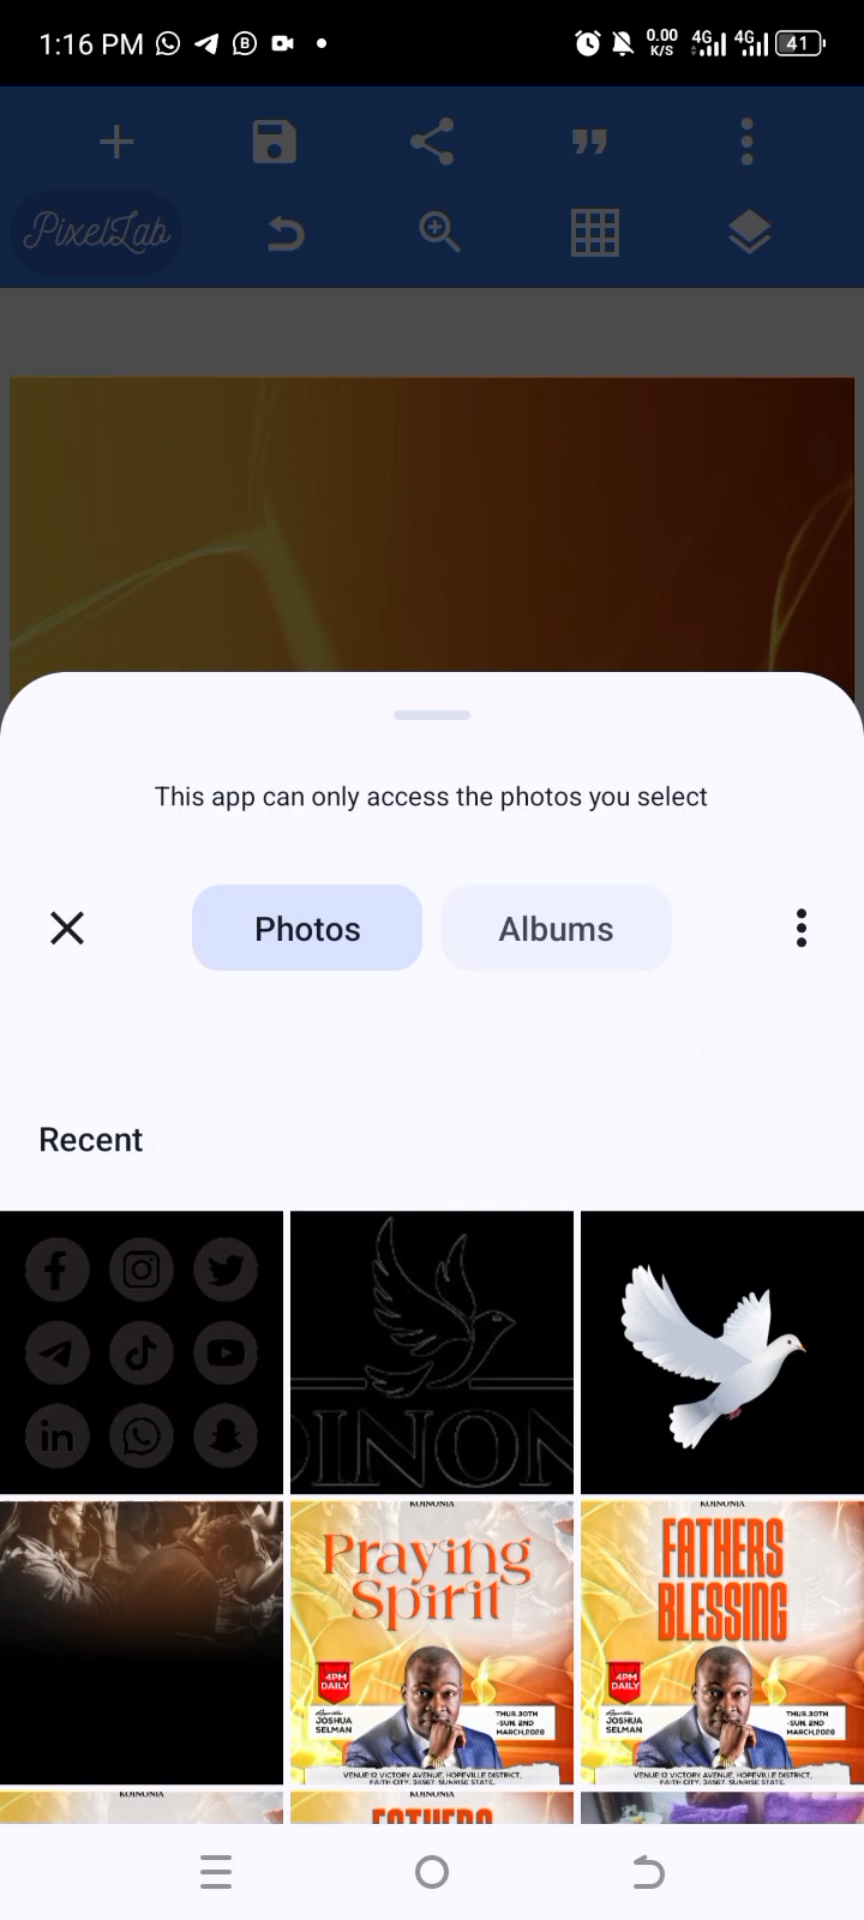 1:16 PM
0.00 K/S
4G
4G
41
PixelLab
This app can only access the photos you select
Photos
Albums
Recent
OINON
KOINONIA
Praying
Spirit
4PM
DAILY
JOSHUA
SELMAN
THUR.30TH
-SUN. 2ND
MARCH,2026
VENUE:12 VICTORY AVENUE, HOPEVILLE DISTRICT,
FAITH CITY, 34567, SUNRISE STATE.
KOINONIA
FATHERS
BLESSING
4PM
DAILY
JOSHUA
SELMAN
THUR.30TH
-SUN. 2ND
MARCH,2026
VENUE:12 VICTORY AVENUE, HOPEVILLE DISTRICT,
FAITH CITY, 34567, SUNRISE STATE.
KOINONIA
KOINONIA
FATHERS